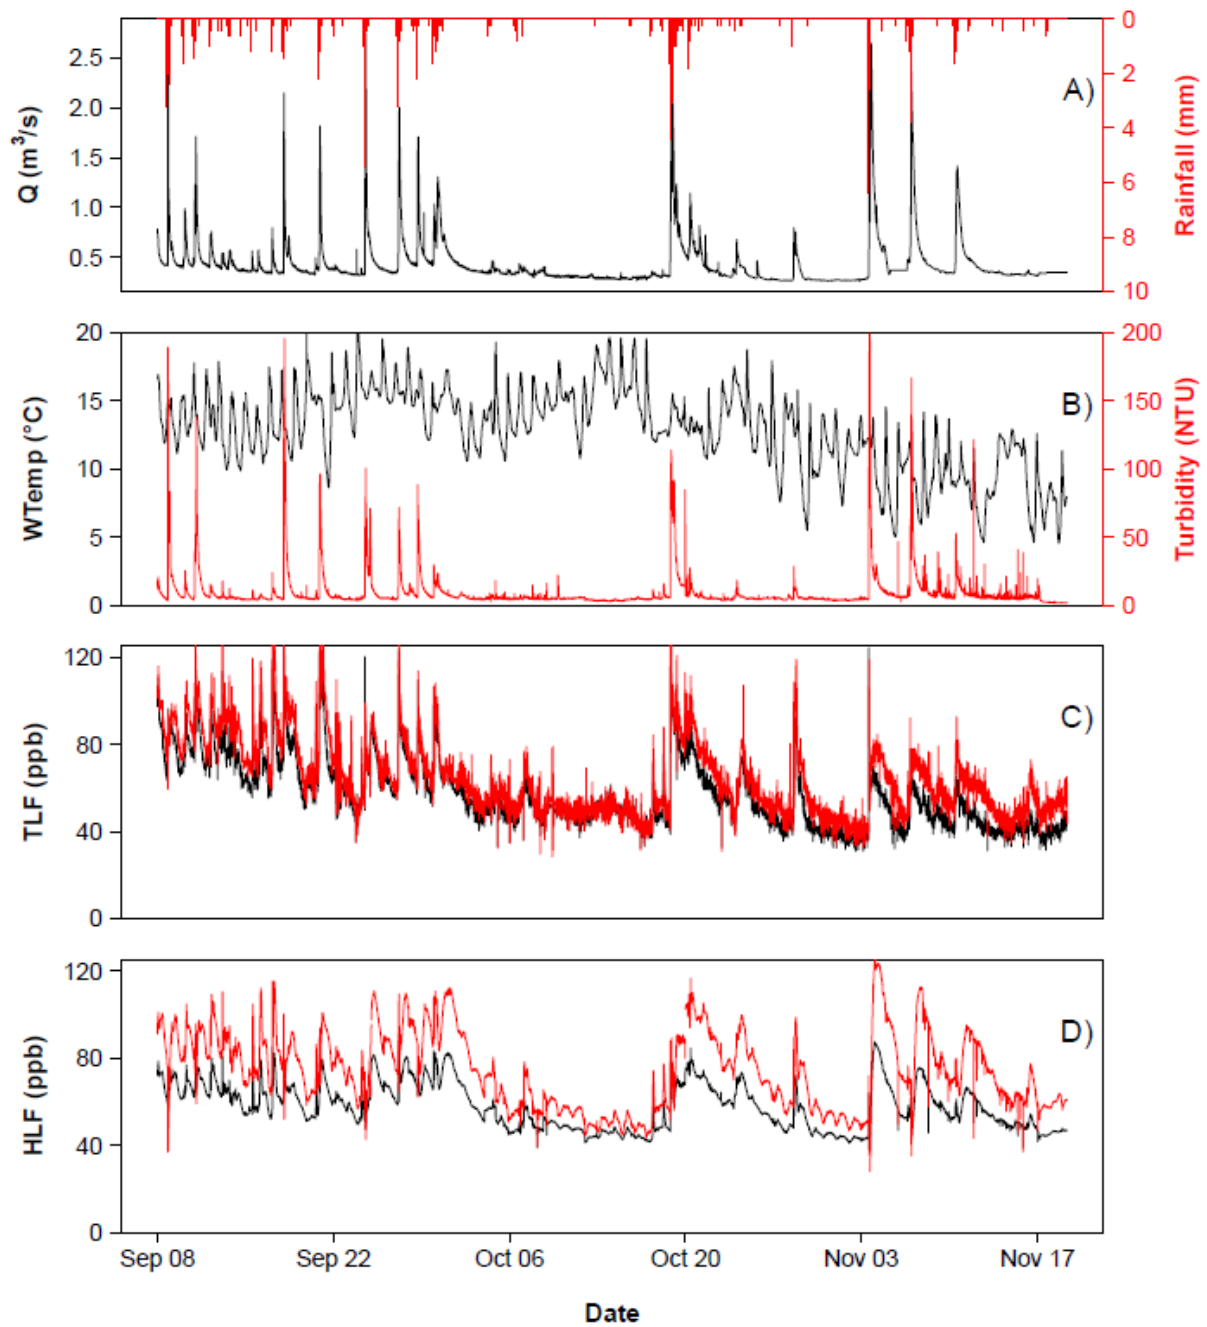 0
2.5
2
A)
2.0
4
Q (m³/s)
Rainfall (mm)
1.5
6
1.0
8
0.5
10
20
200
15
B)
150
WTemp (°C)
Turbidity (NTU)
10
100
5
50
0
0
120
C)
80
TLF (ppb)
40
0
120
D)
80
HLF (ppb)
40
0
Sep 08 Sep 22 Oct 06 Oct 20 Nov 03 Nov 17
Date